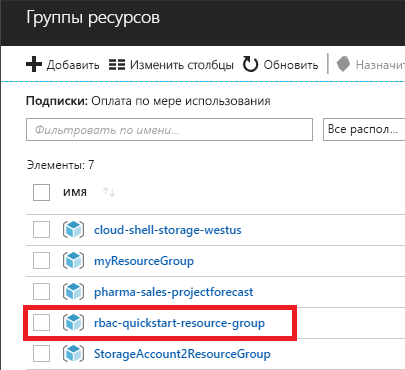 Группы ресурсов
Добавить Изменить столбцы Обновить Назначит
Подписки: Оплата по мере использования
Фильтровать по имени... Все распол...
Элементы: 7
имя
cloud-shell-storage-westus
myResourceGroup
pharma-sales-projectforecast
rbac-quickstart-resource-group
StorageAccount2ResourceGroup